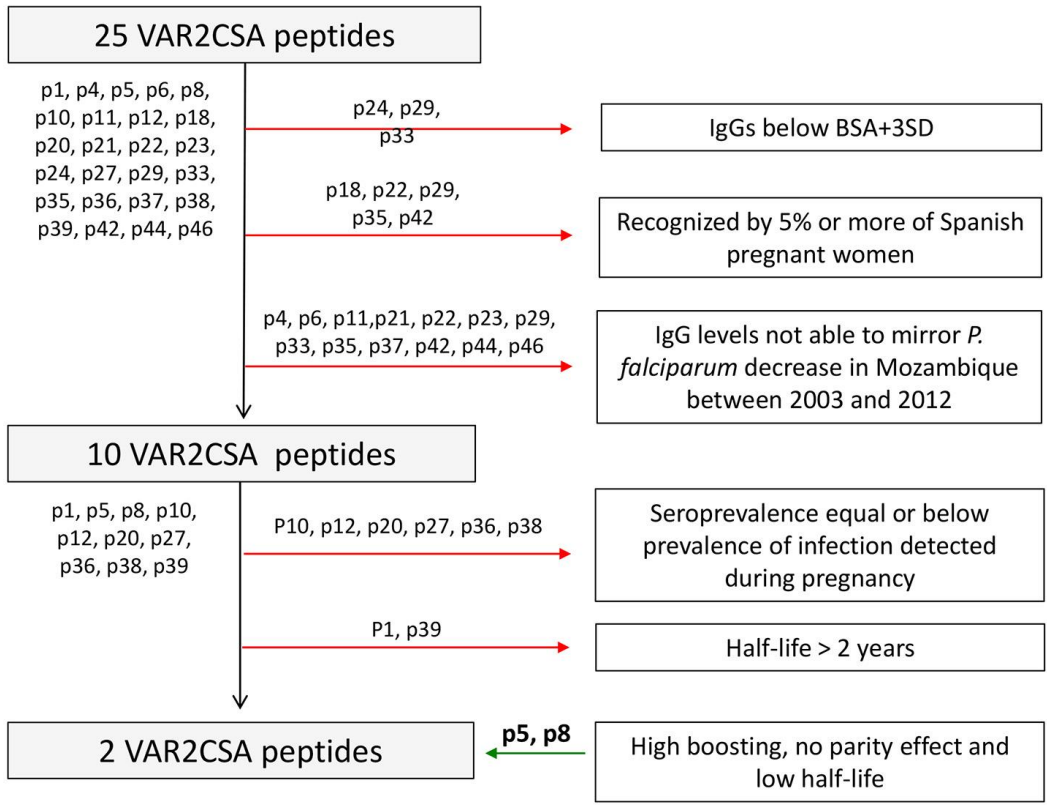 25 VAR2CSA peptides
p1, p4, p5, p6, p8,
p10, p11, p12, p18,
p20, p21, p22, p23,
p24, p27, p29, p33,
p35, p36, p37, p38,
p39, p42, p44, p46
p24, p29,
p33
IgGs below BSA+3SD
p18, p22, p29,
p35, p42
Recognized by 5% or more of Spanish
pregnant women
p4, p6, p11,p21, p22, p23, p29,
p33, p35, p37, p42, p44, p46
IgG levels not able to mirror P.
falciparum decrease in Mozambique
between 2003 and 2012
10 VAR2CSA peptides
p1, p5, p8, p10,
p12, p20, p27,
p36, p38, p39
P10, p12, p20, p27, p36, p38
Seroprevalence equal or below
prevalence of infection detected
during pregnancy
P1, p39
Half-life > 2 years
2 VAR2CSA peptides
p5, p8
High boosting, no parity effect and
low half-life